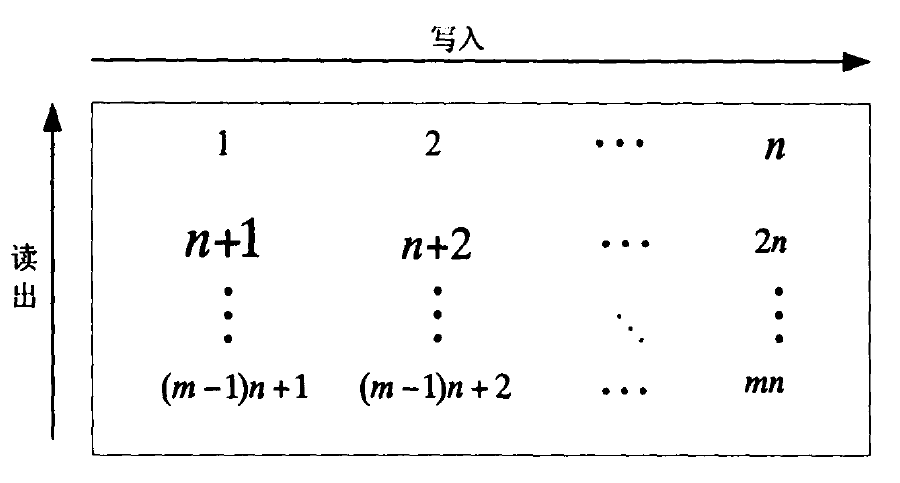 写入
1 2 ··· n
读出
n+1 n+2 ··· 2n
⋮ ⋮ ⋱ ⋮
(m−1)n+1 (m−1)n+2 ··· mn